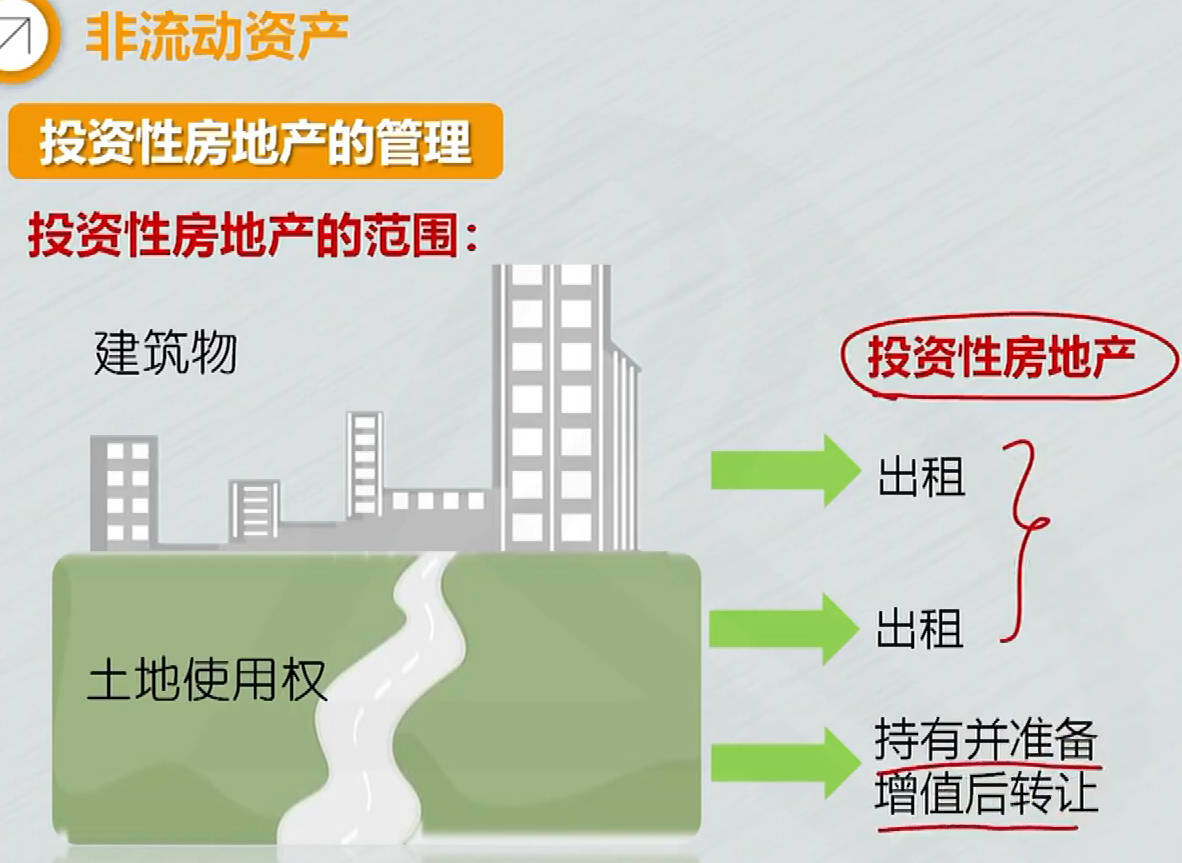 非流动资产
投资性房地产的管理
投资性房地产的范围：
建筑物
投资性房地产
出租
出租
土地使用权
持有并准备
增值后转让